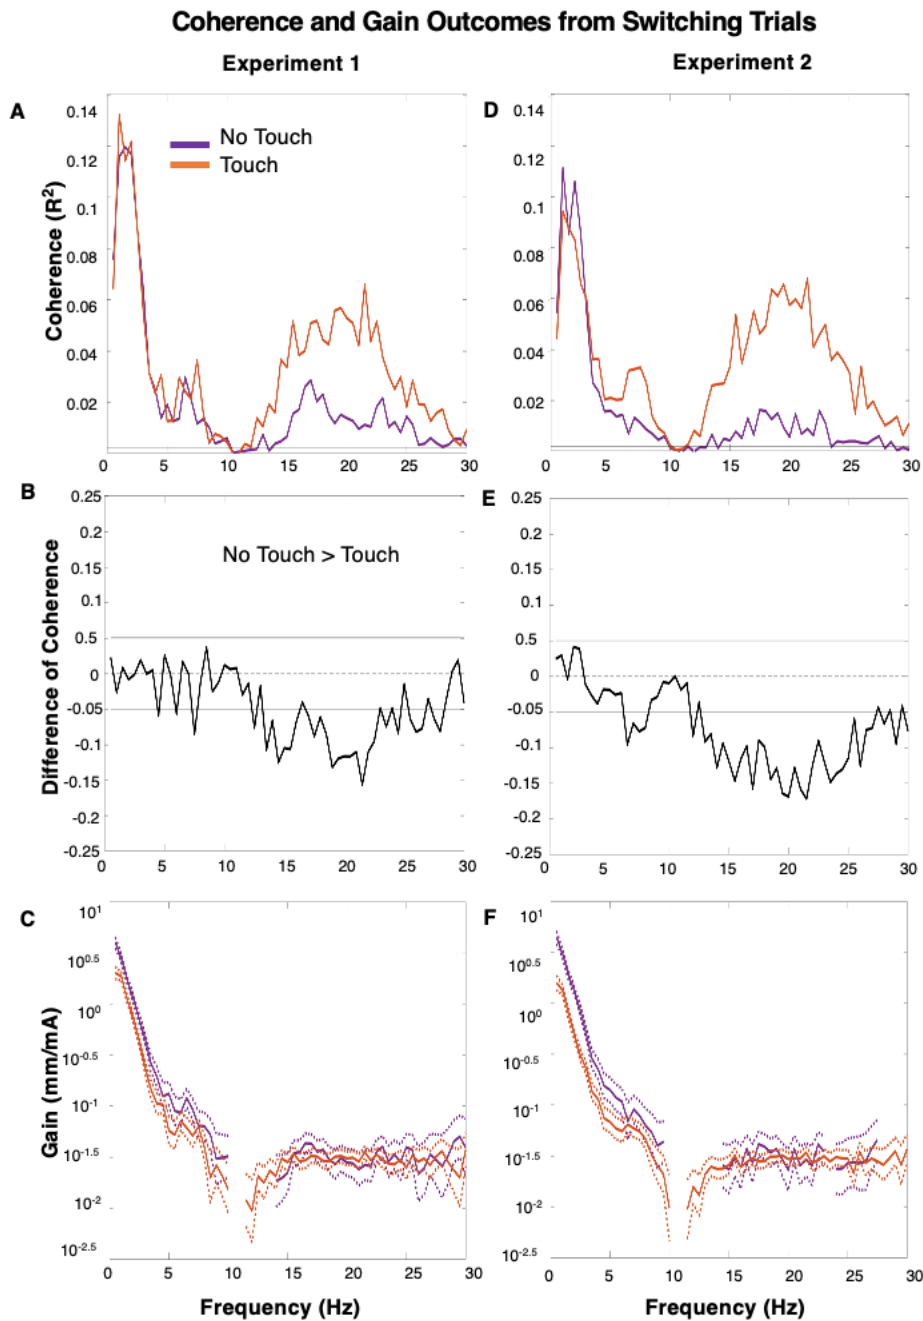 Coherence and Gain Outcomes from Switching Trials
Experiment 1
Experiment 2
A
0.14
0.12
0.1
0.08
0.06
0.04
0.02
Coherence (R²)
No Touch
Touch
0 5 10 15 20 25 30
D
0.14
0.12
0.1
0.08
0.06
0.04
0.02
0 5 10 15 20 25 30
B
0.25
0.2
0.15
0.1
0.5
0
-0.05
-0.1
-0.15
-0.2
-0.25
Difference of Coherence
No Touch > Touch
0 5 10 15 20 25 30
E
0.25
0.2
0.15
0.1
0.5
0
-0.05
-0.1
-0.15
-0.2
-0.25
0 5 10 15 20 25 30
C
10¹
10⁰·⁵
10⁰
10⁻⁰·⁵
10⁻¹
10⁻¹·⁵
10⁻²
10⁻²·⁵
Gain (mm/mA)
0 5 10 15 20 25 30
Frequency (Hz)
F
10¹
10⁰·⁵
10⁰
10⁻⁰·⁵
10⁻¹
10⁻¹·⁵
10⁻²
10⁻²·⁵
0 5 10 15 20 25 30
Frequency (Hz)